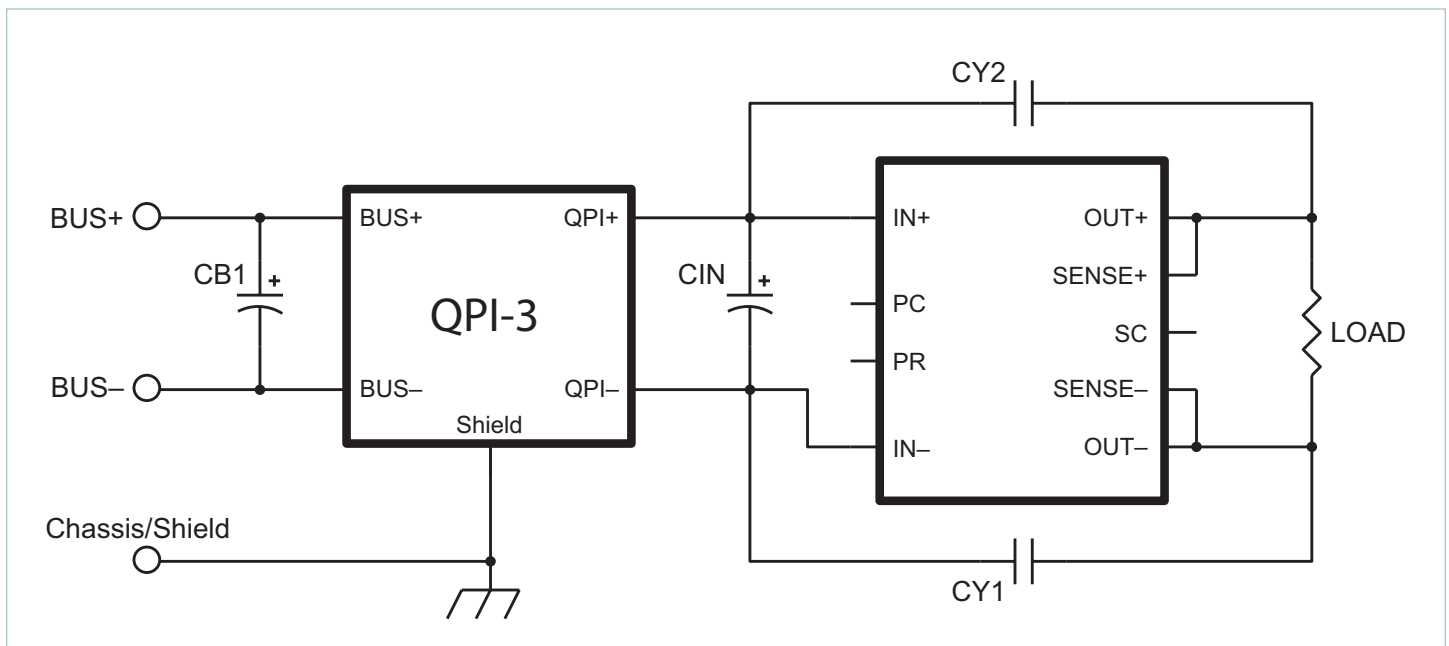 CY2
BUS+
BUS+
QPI+
IN+
OUT+
CB1
+
CIN
+
SENSE+
QPI-3
PC
SC
LOAD
PR
BUS–
BUS–
QPI–
SENSE–
Shield
IN–
OUT–
Chassis/Shield
CY1